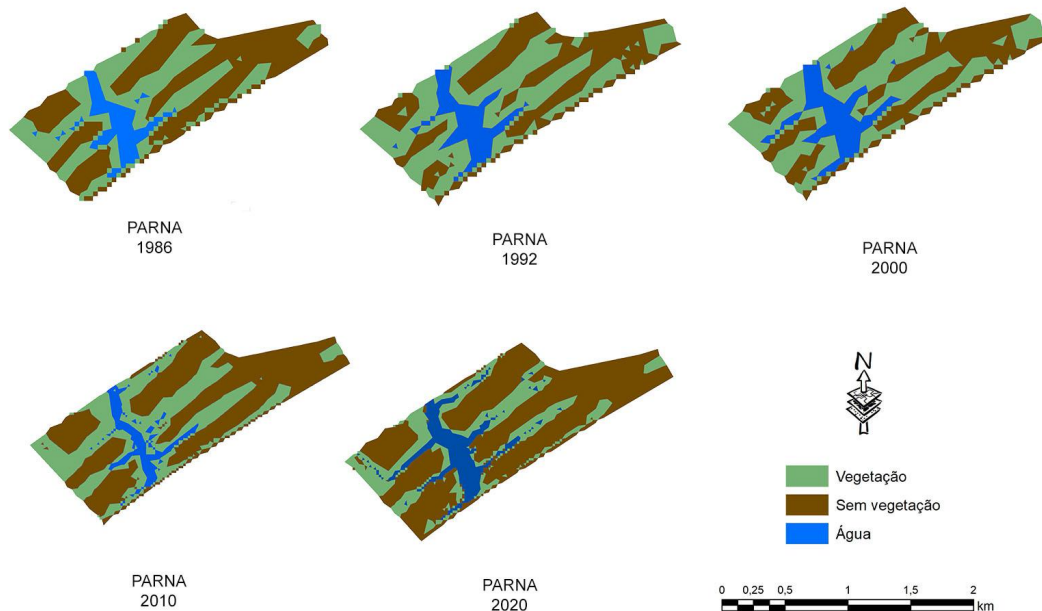 PARNA
1986
PARNA
1992
PARNA
2000
PARNA
2010
PARNA
2020
N
Vegetação
Sem vegetação
Água
0 0,25 0,5 1 1,5 2
km